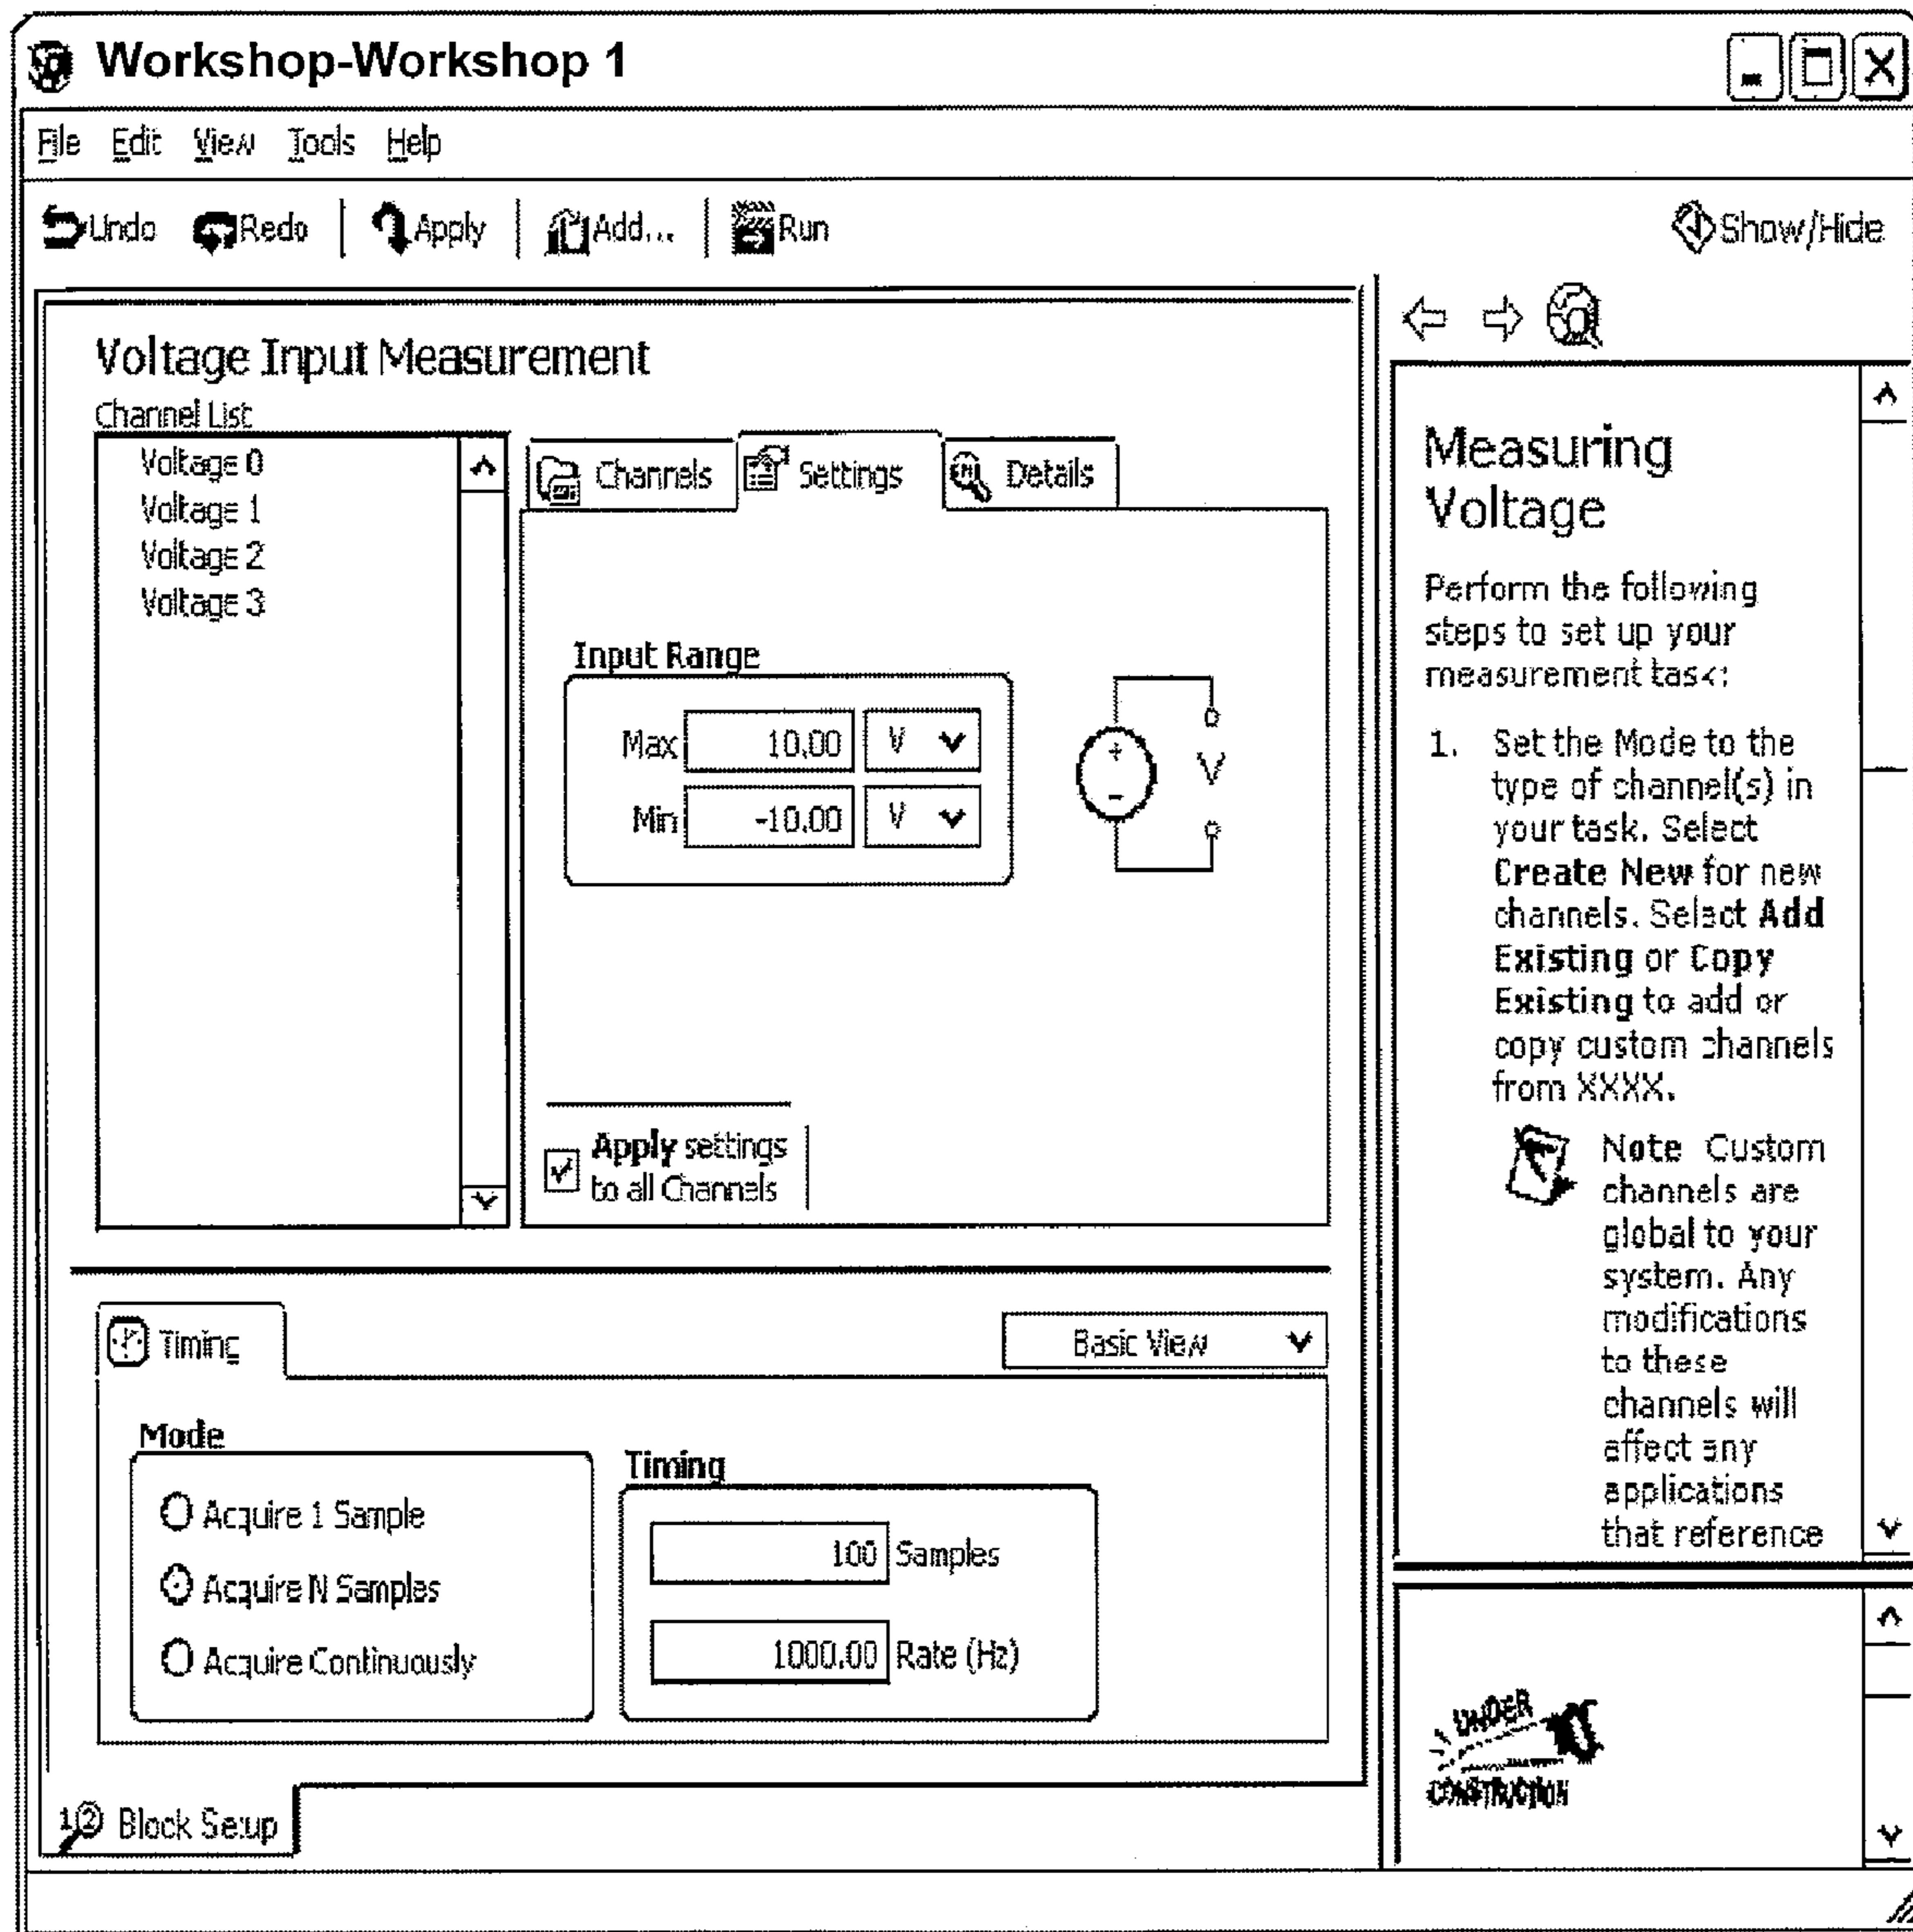 Workshop-Workshop 1
File Edit View Tools Help
Undo Redo Apply Add... Run Show/Hide
Voltage Input Measurement
Channel List
Voltage 0
Voltage 1
Voltage 2
Voltage 3
Channels Settings Details
Input Range
Max 10.00 V
Min -10.00 V
+
-
V
Apply settings
to all Channels
Timing
Basic View
Mode
Acquire 1 Sample
Acquire N Samples
Acquire Continuously
Timing
100 Samples
1000.00 Rate (Hz)
12 Block Setup
Measuring
Voltage
Perform the following
steps to set up your
measurement task:
1. Set the Mode to the
type of channel(s) in
your task. Select
Create New for new
channels. Select Add
Existing or Copy
Existing to add or
copy custom channels
from XXXX.
Note Custom
channels are
global to your
system. Any
modifications
to these
channels will
affect any
applications
that reference
UNDER
CONSTRUCTION